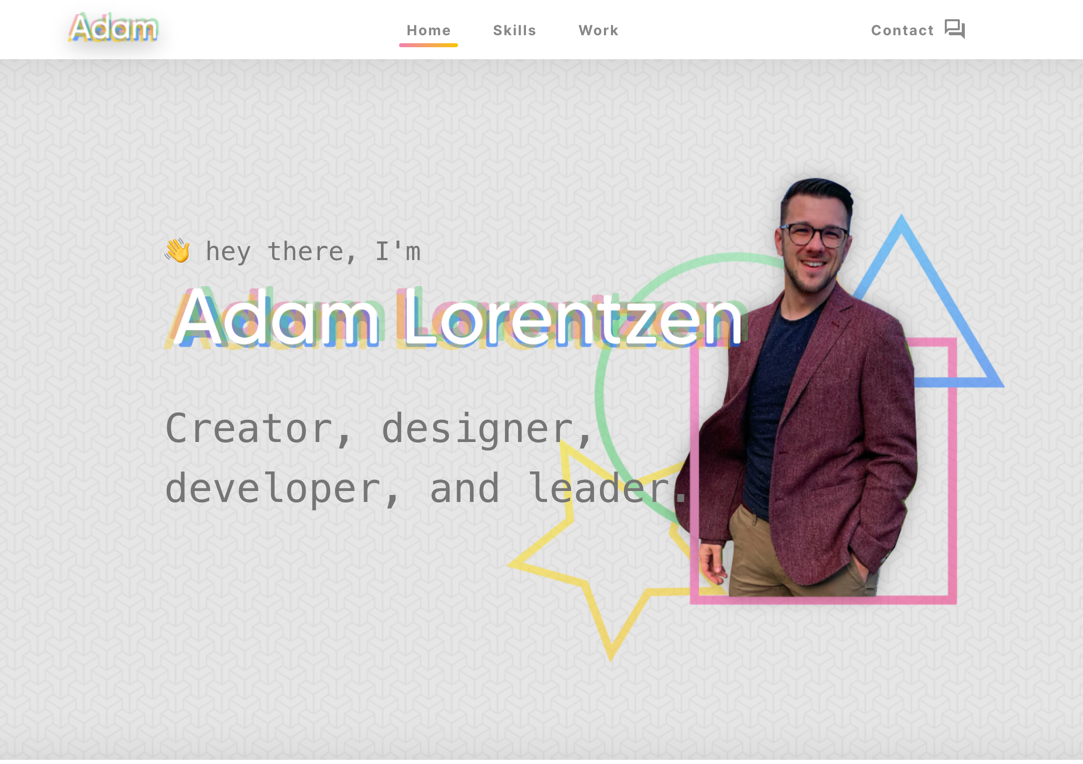 Adam
Home Skills Work
Contact
👋 hey there, I'm
Adam Lorentzen
Creator, designer,
developer, and leader.